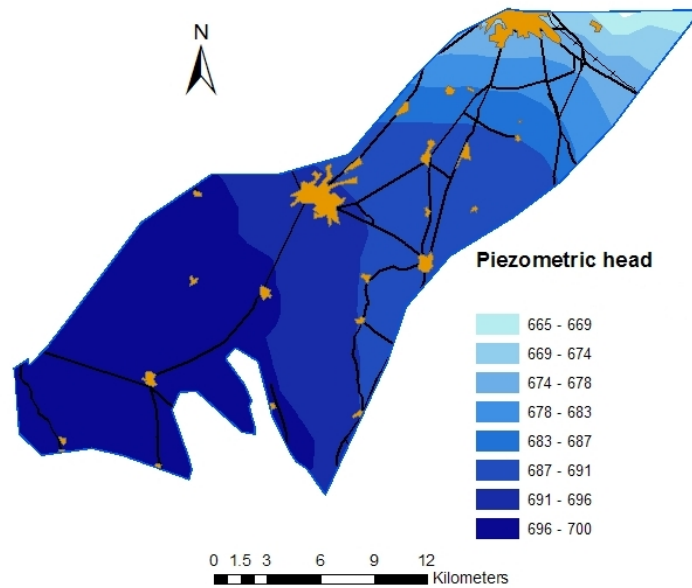 N
Piezometric head
665 - 669
669 - 674
674 - 678
678 - 683
683 - 687
687 - 691
691 - 696
696 - 700
0 1.5 3 6 9 12
Kilometers